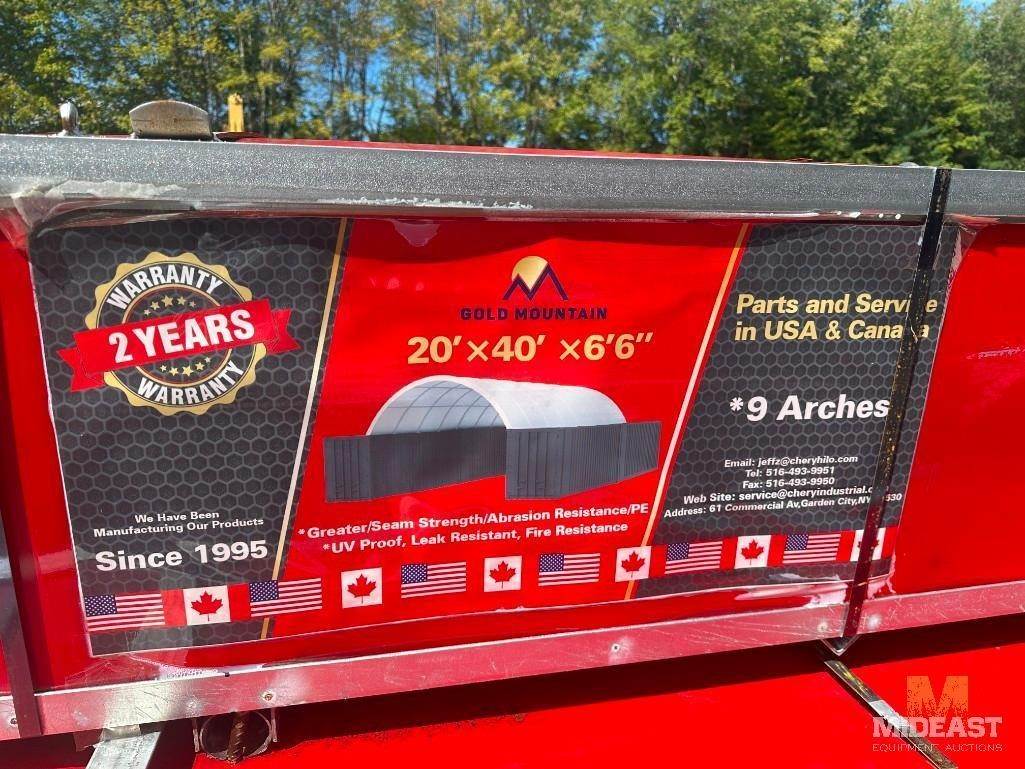 WARRANTY
2 YEARS
WARRANTY
We Have Been
Manufacturing Our Products
Since 1995
GOLD MOUNTAIN
20'×40' ×6'6"
*Greater/Seam Strength/Abrasion Resistance/PE
*UV Proof, Leak Resistant, Fire Resistance
Parts and Service
in USA & Canada
*9 Arches
Email: jeffz@cheryhilo.com
Tel: 516-493-9951
Fax: 516-493-9950
Web Site: service@cheryindustrial.c
Address: 61 Commercial Av,Garden City,NY 530
M
MIDEAST
EQUIPMENT AUCTIONS